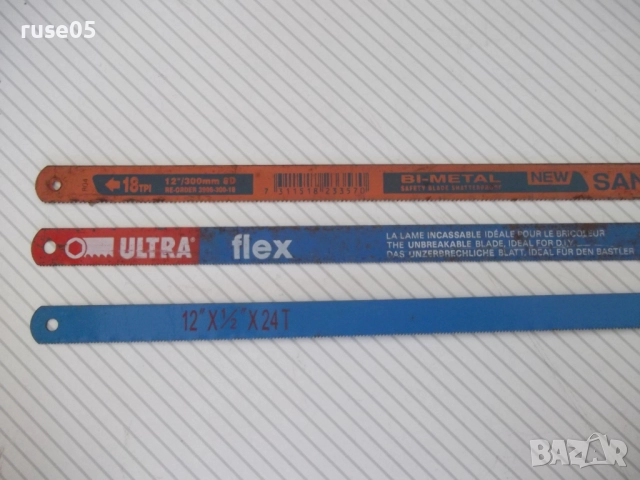 ruse05
18 TPI
12"/300mm
BI-METAL
NEW
SAN
ULTRA
flex
LA LAME INCASSABLE IDÉALE POUR LE BRICOLEUR
THE UNBREAKABLE BLADE, IDEAL FOR D.I.Y.
DAS UNZERBRECHLICHE BLATT, IDEAL FÜR DEN BASTLER
12" X 1/2" X 24 T
BAZAR